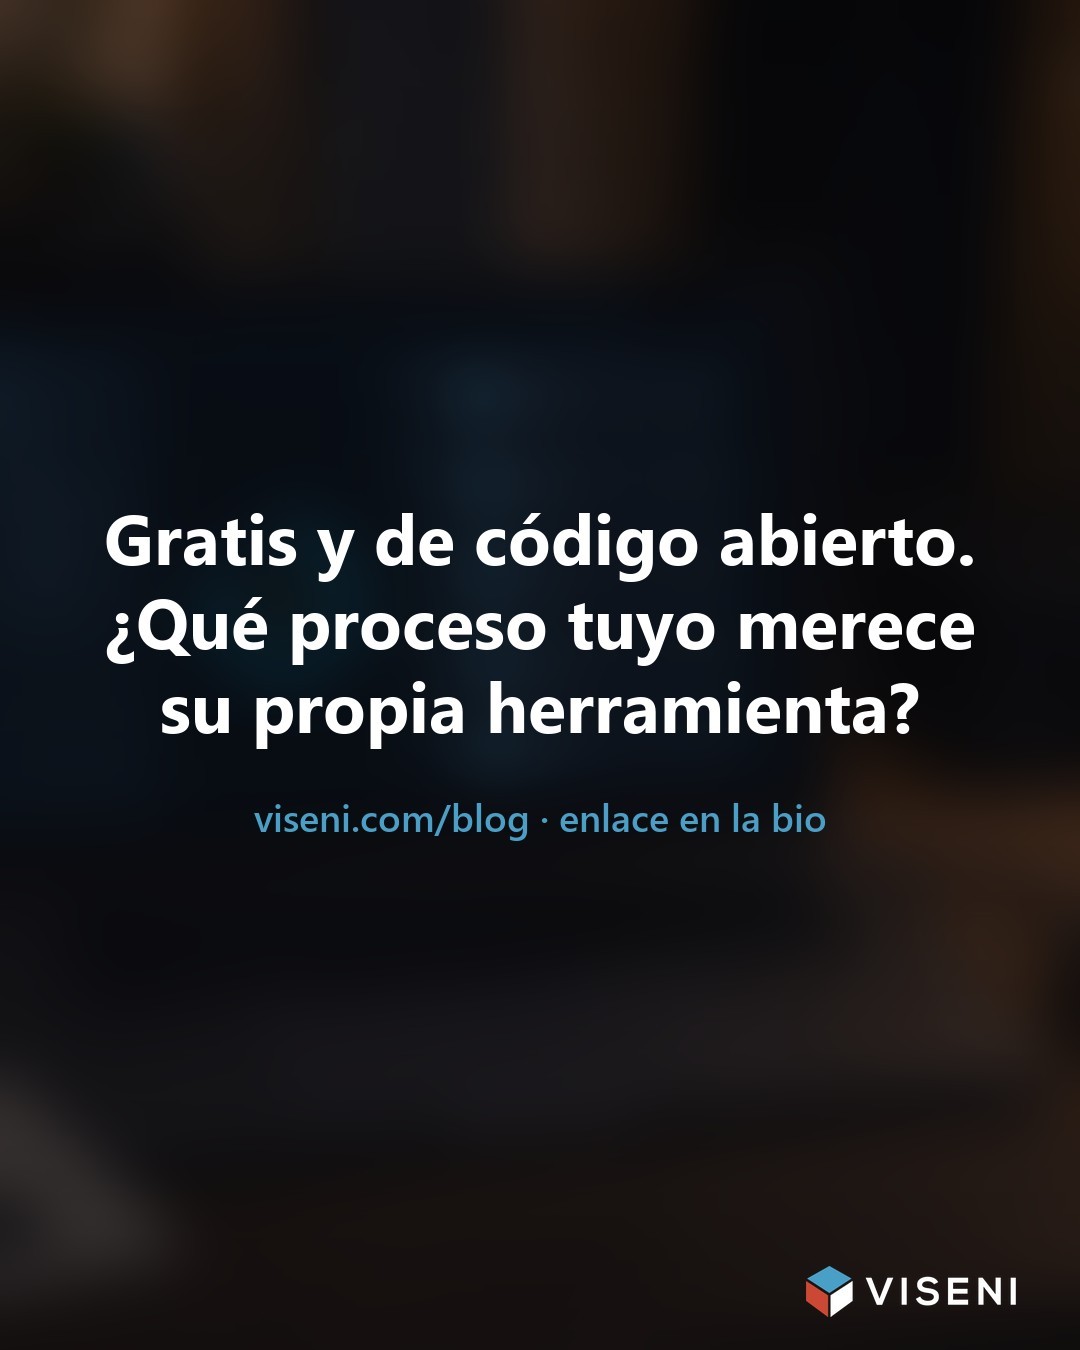 Gratis y de código abierto.
¿Qué proceso tuyo merece
su propia herramienta?
viseni.com/blog · enlace en la bio
VISENI